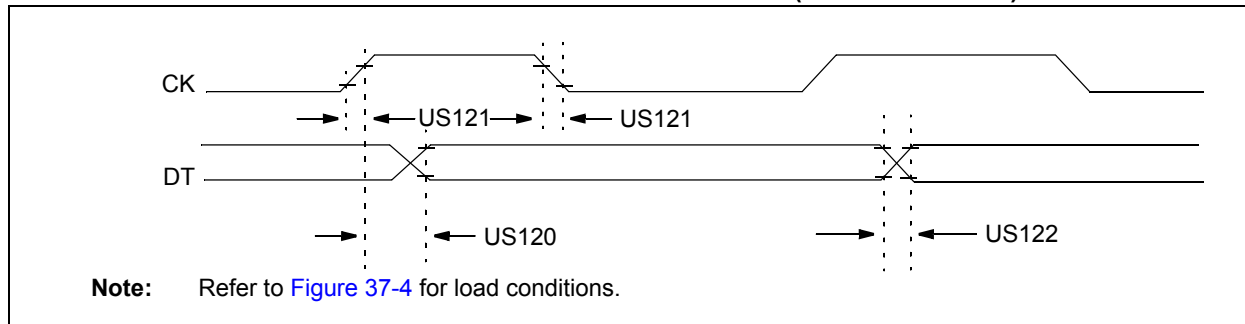 CK
US121
US121
DT
US120
US122
Note: Refer to Figure 37-4 for load conditions.